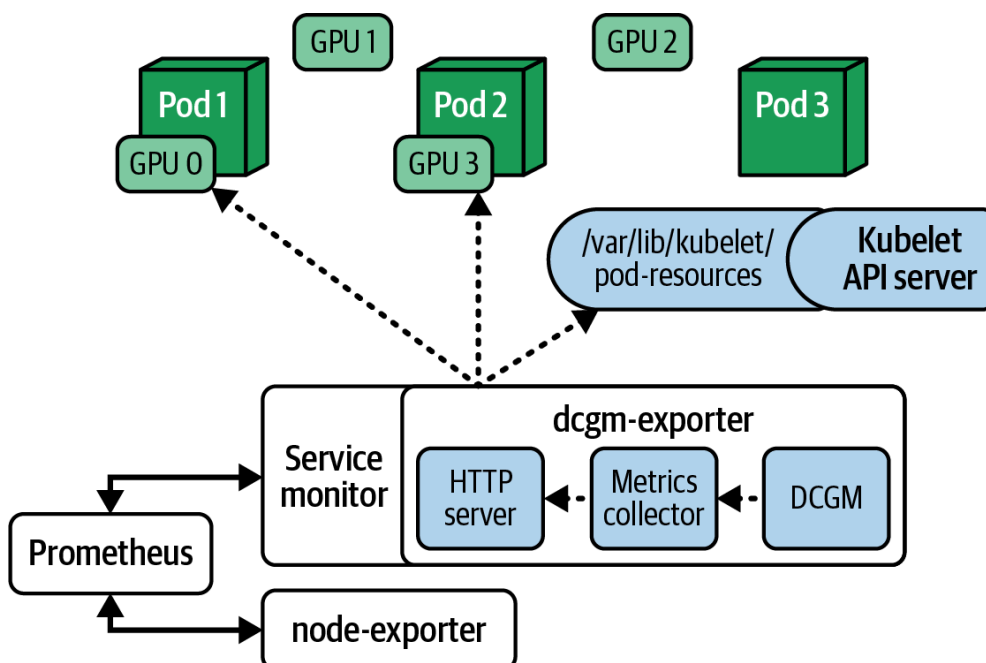 GPU 1
GPU 2
Pod 1
Pod 2
Pod 3
GPU 0
GPU 3
/var/lib/kubelet/
pod-resources
Kubelet
API server
dcgm-exporter
Service
monitor
HTTP
server
Metrics
collector
DCGM
Prometheus
node-exporter